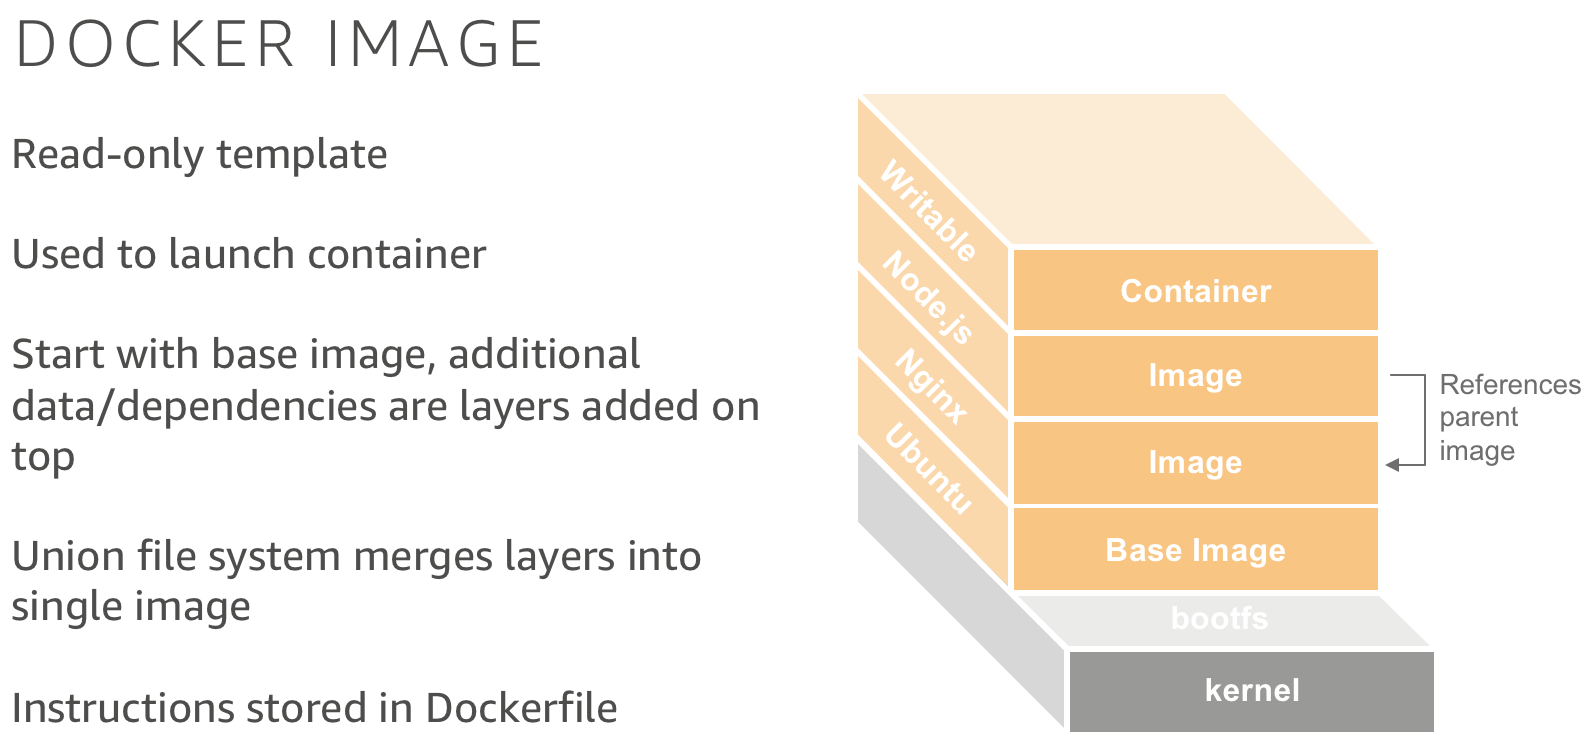 DOCKER IMAGE
Read-only template
Used to launch container
Start with base image, additional
data/dependencies are layers added on
top
Union file system merges layers into
single image
Instructions stored in Dockerfile
Writable
Container
Node.js
Image
Nginx
Image
Ubuntu
Base Image
References
parent
image
bootfs
kernel